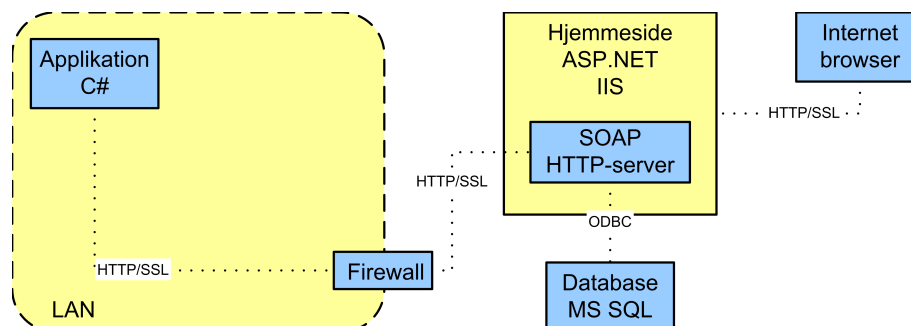 Applikation
C#
HTTP/SSL
LAN
Firewall
HTTP/SSL
Hjemmeside
ASP.NET
IIS
SOAP
HTTP-server
ODBC
Database
MS SQL
HTTP/SSL
Internet
browser